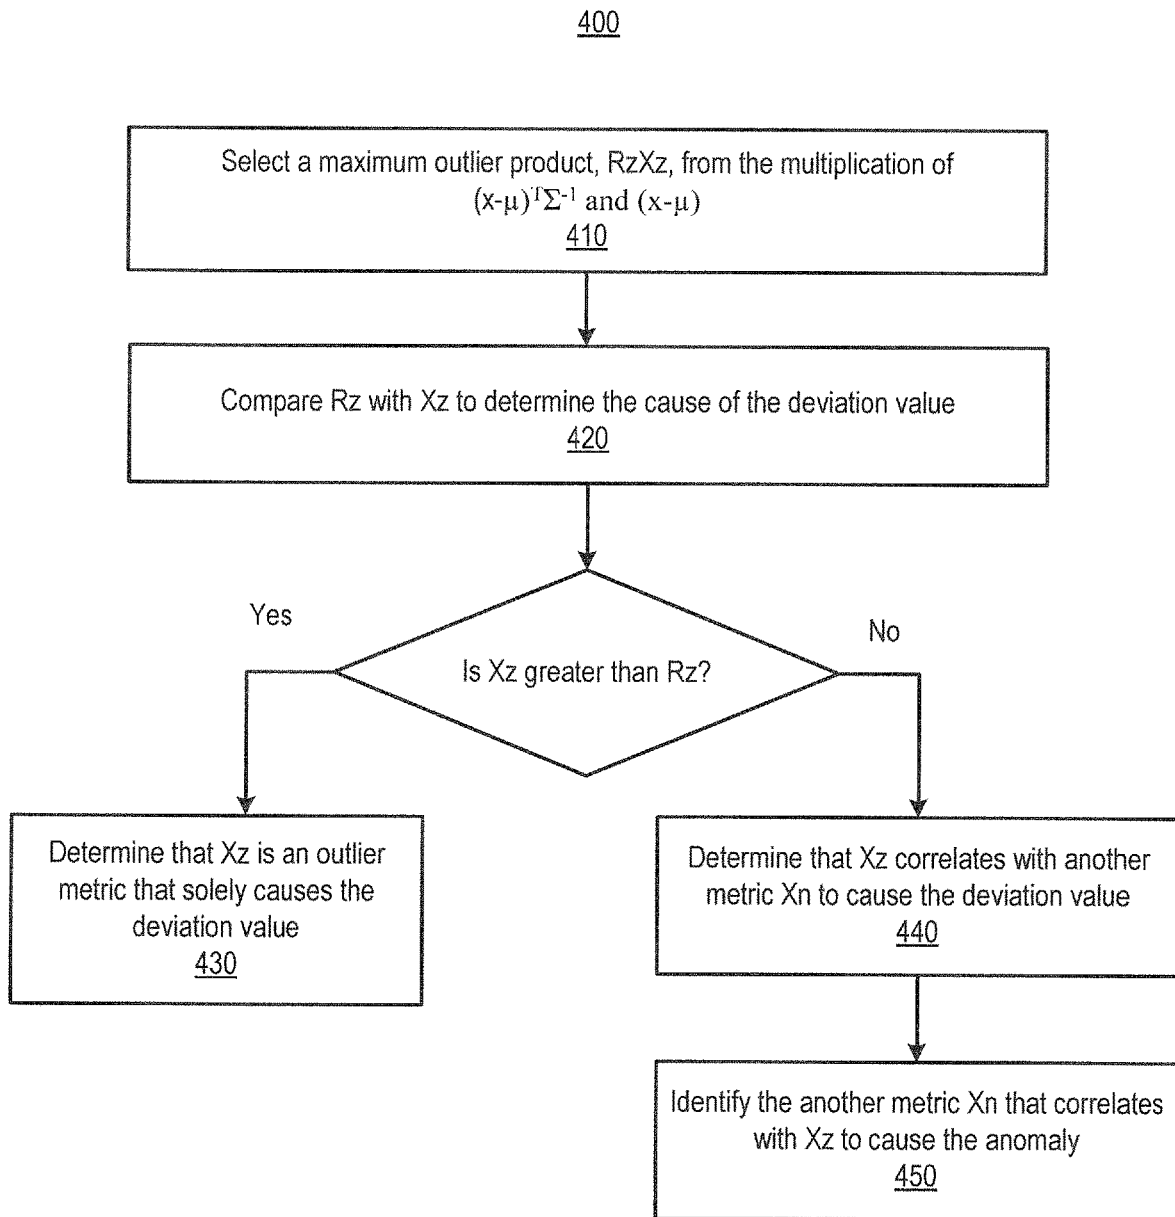 400
Select a maximum outlier product, RzXz, from the multiplication of
(x-μ)ᵀΣ⁻¹ and (x-μ)
410
Compare Rz with Xz to determine the cause of the deviation value
420
Yes
No
Is Xz greater than Rz?
Determine that Xz is an outlier
metric that solely causes the
deviation value
430
Determine that Xz correlates with another
metric Xn to cause the deviation value
440
Identify the another metric Xn that correlates
with Xz to cause the anomaly
450